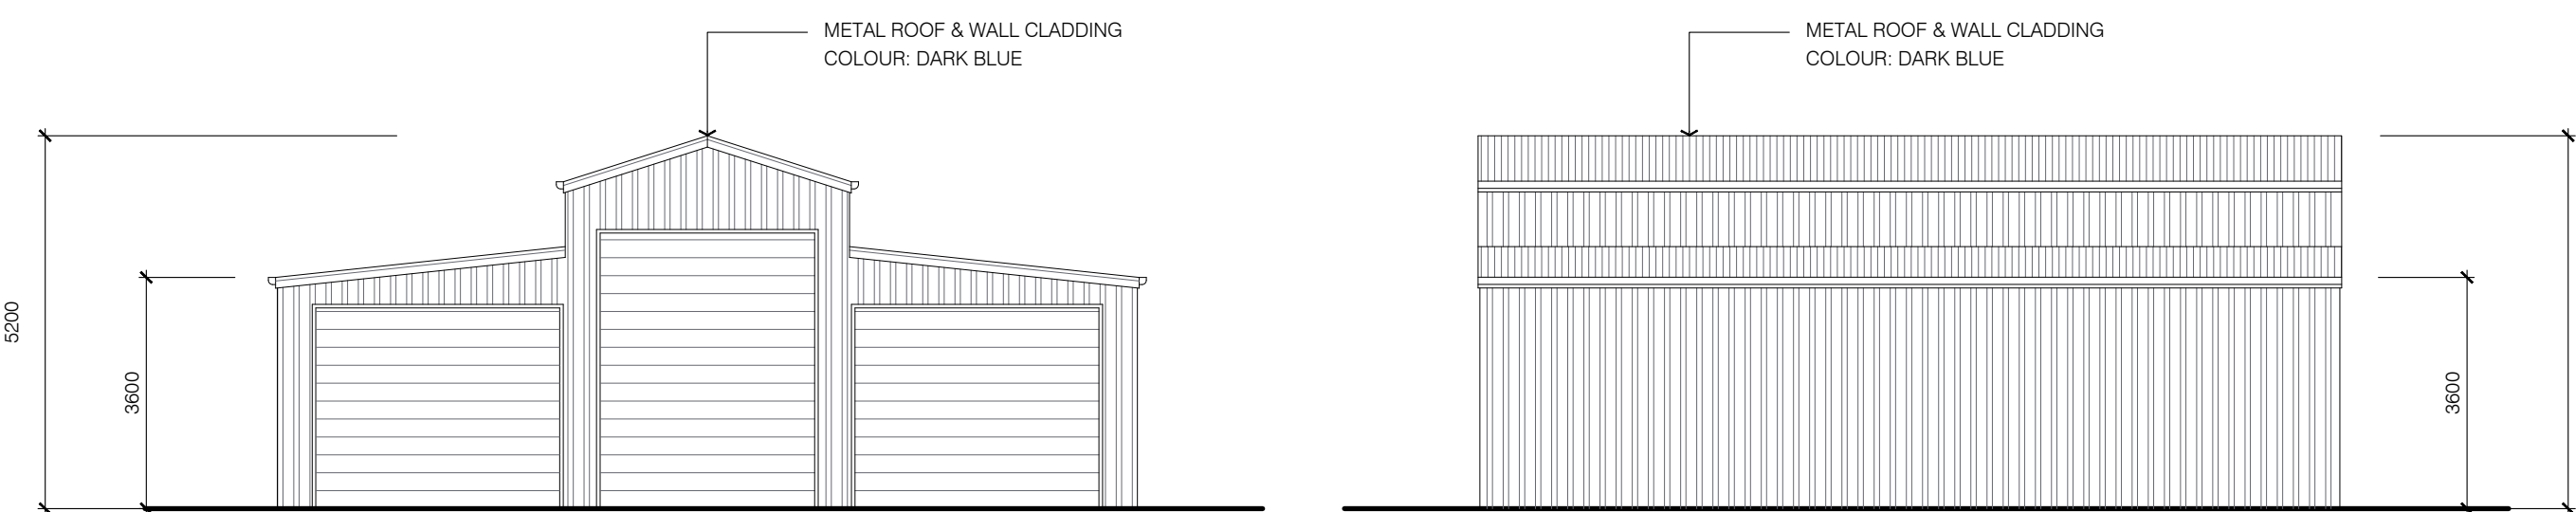 METAL ROOF & WALL CLADDING
COLOUR: DARK BLUE
METAL ROOF & WALL CLADDING
COLOUR: DARK BLUE
5200
3600
3600